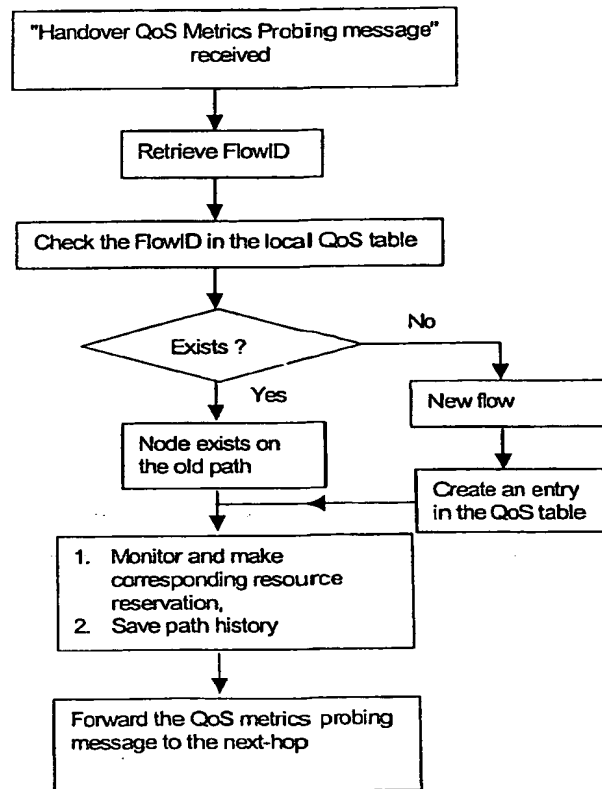 "Handover QoS Metrics Probing message"
received
Retrieve FlowID
Check the FlowID in the local QoS table
Exists ?
No
Yes
New flow
Node exists on
the old path
Create an entry
in the QoS table
1. Monitor and make
corresponding resource
reservation,
2. Save path history
Forward the QoS metrics probing
message to the next-hop